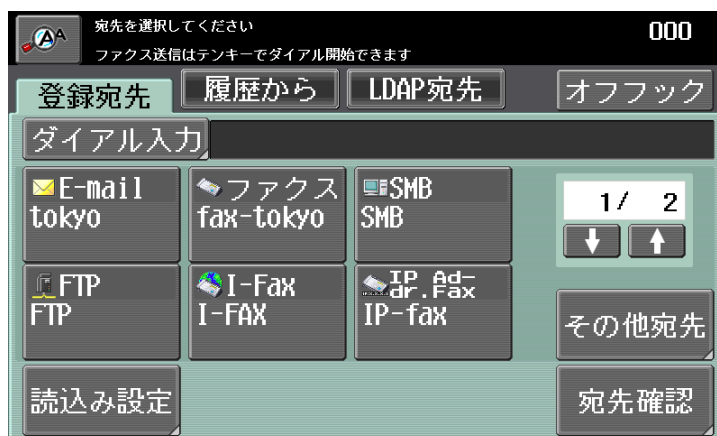 宛先を選択してください
000
ファクス送信はテンキーでダイアル開始できます
登録宛先
履歴から
LDAP宛先
オフフック
ダイアル入力
E-mail
tokyo
ファクス
fax-tokyo
SMB
SMB
1/ 2
FTP
FTP
I-Fax
I-FAX
IP Ad-
dr.Fax
IP-fax
その他宛先
読込み設定
宛先確認